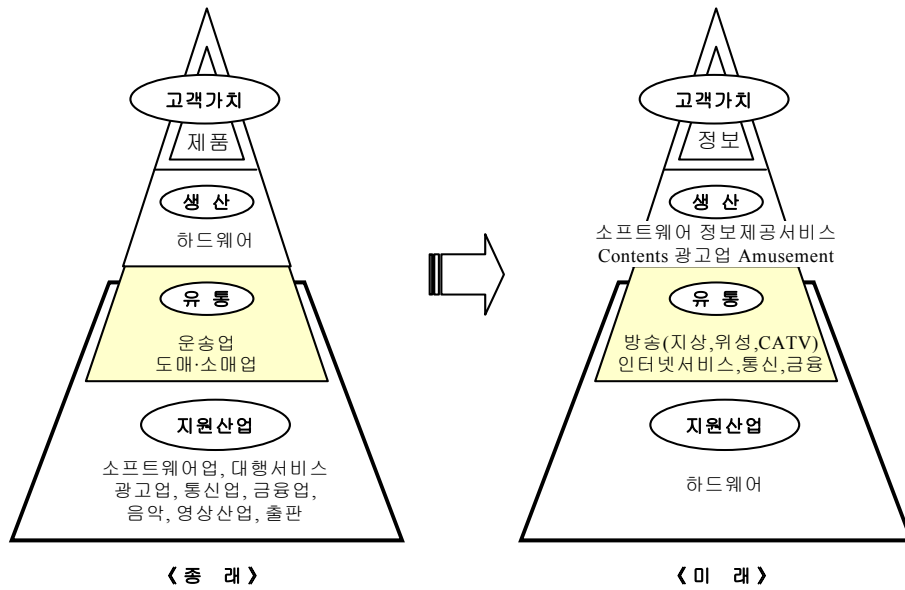 고객가치
제품
생 산
하드웨어
유 통
운송업
도매·소매업
지원산업
소프트웨어업, 대행서비스
광고업, 통신업, 금융업,
음악, 영상산업, 출판
《 종 래 》
고객가치
정보
생 산
소프트웨어 정보제공서비스
Contents 광고업 Amusement
유 통
방송(지상,위성,CATV)
인터넷서비스,통신,금융
지원산업
하드웨어
《 미 래 》